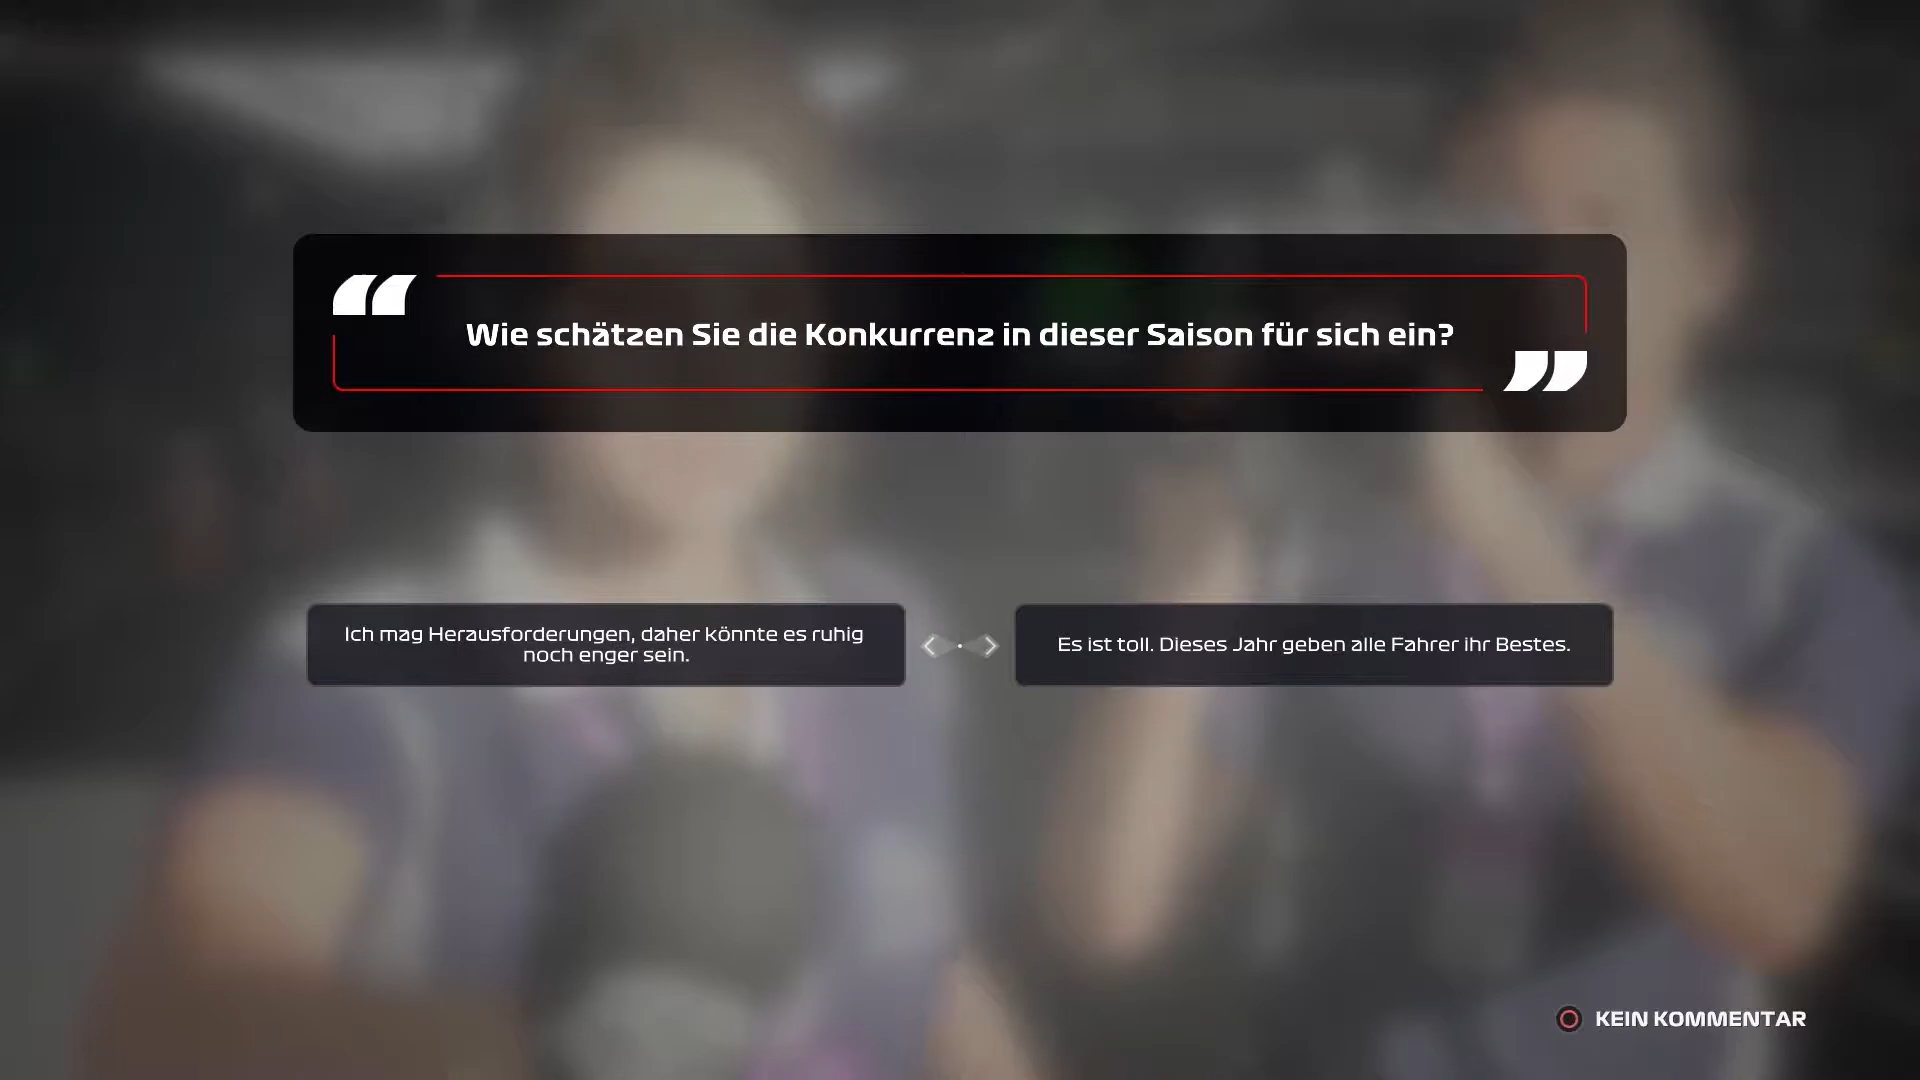 Wie schätzen Sie die Konkurrenz in dieser Saison für sich ein?
Ich mag Herausforderungen, daher könnte es ruhig
noch enger sein.
Es ist toll. Dieses Jahr geben alle Fahrer ihr Bestes.
KEIN KOMMENTAR